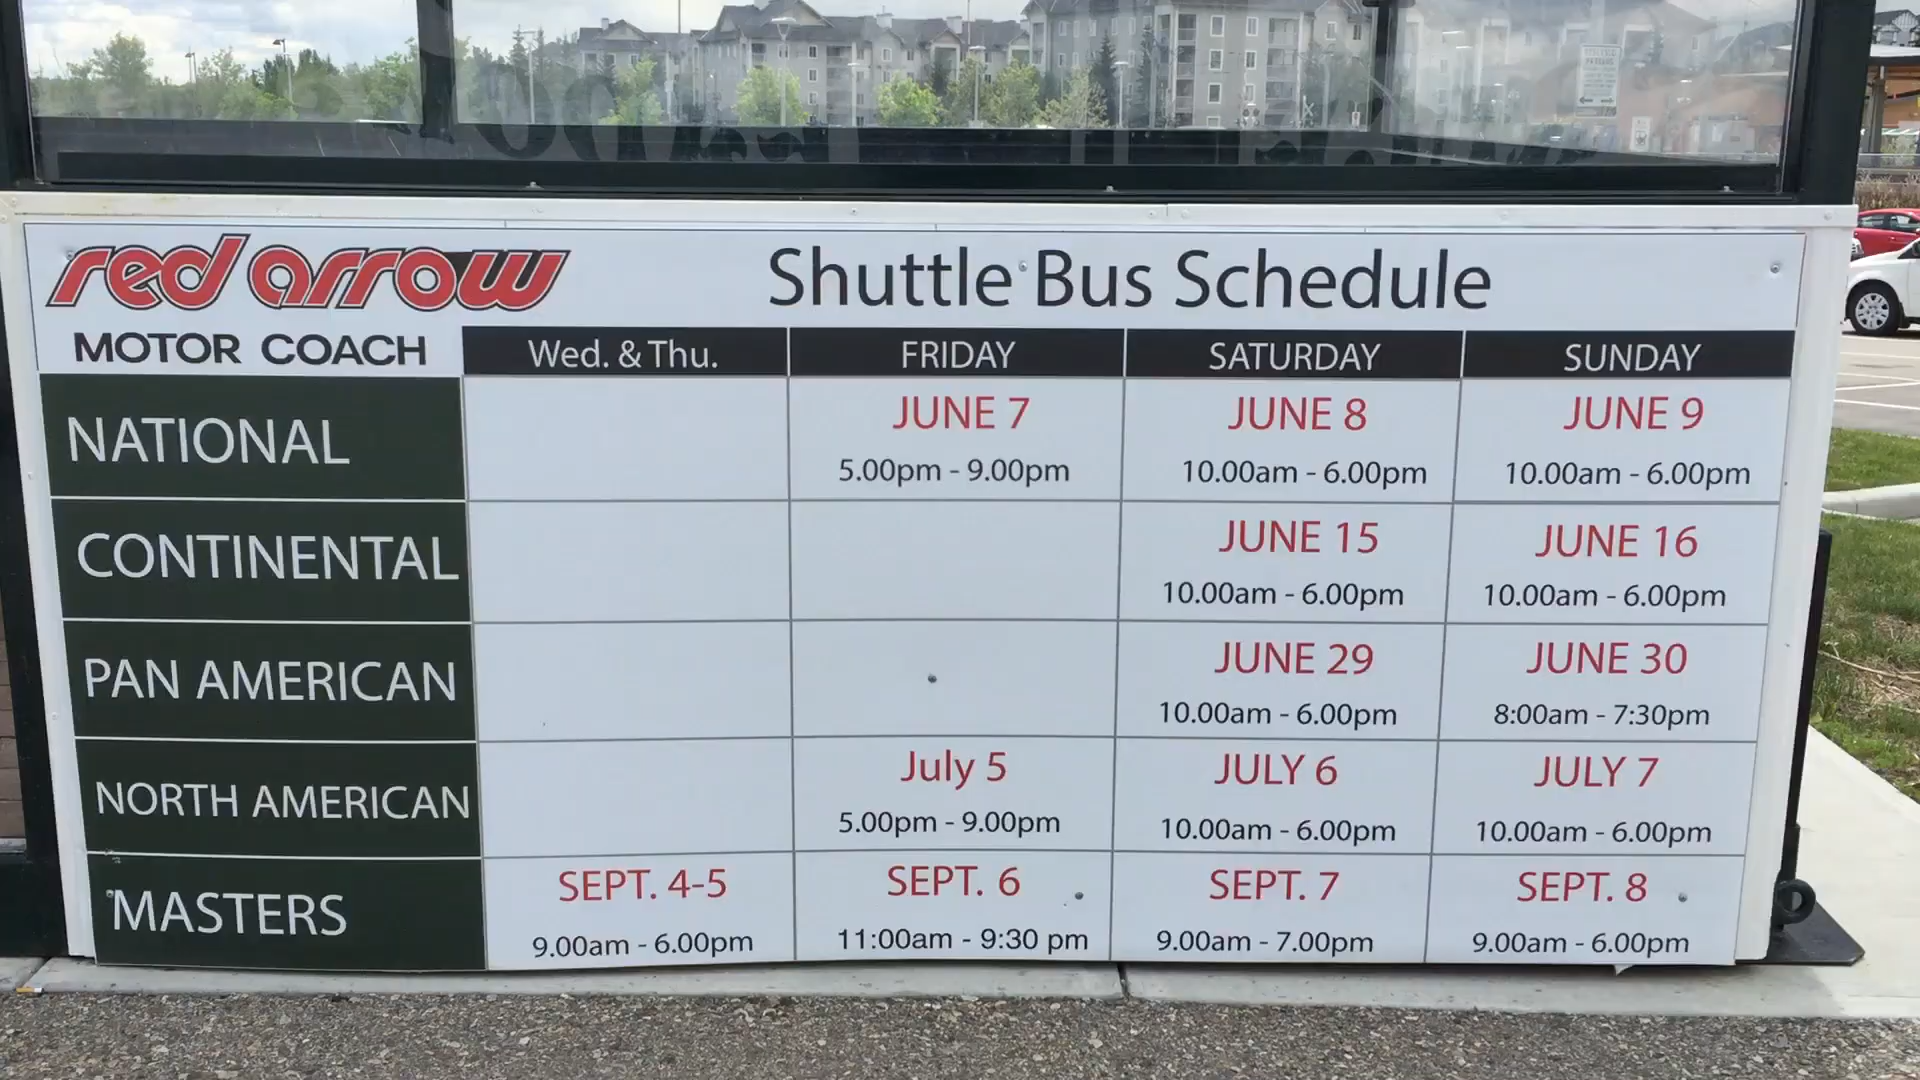 red arrow
MOTOR COACH
Shuttle Bus Schedule
Wed. & Thu. FRIDAY SATURDAY SUNDAY
NATIONAL
JUNE 7 JUNE 8 JUNE 9
5.00pm - 9.00pm 10.00am - 6.00pm 10.00am - 6.00pm
CONTINENTAL
JUNE 15 JUNE 16
10.00am - 6.00pm 10.00am - 6.00pm
PAN AMERICAN
JUNE 29 JUNE 30
10.00am - 6.00pm 8:00am - 7:30pm
NORTH AMERICAN
July 5 JULY 6 JULY 7
5.00pm - 9.00pm 10.00am - 6.00pm 10.00am - 6.00pm
MASTERS
SEPT. 4-5 SEPT. 6 SEPT. 7 SEPT. 8
9.00am - 6.00pm 11:00am - 9:30 pm 9.00am - 7.00pm 9.00am - 6.00pm